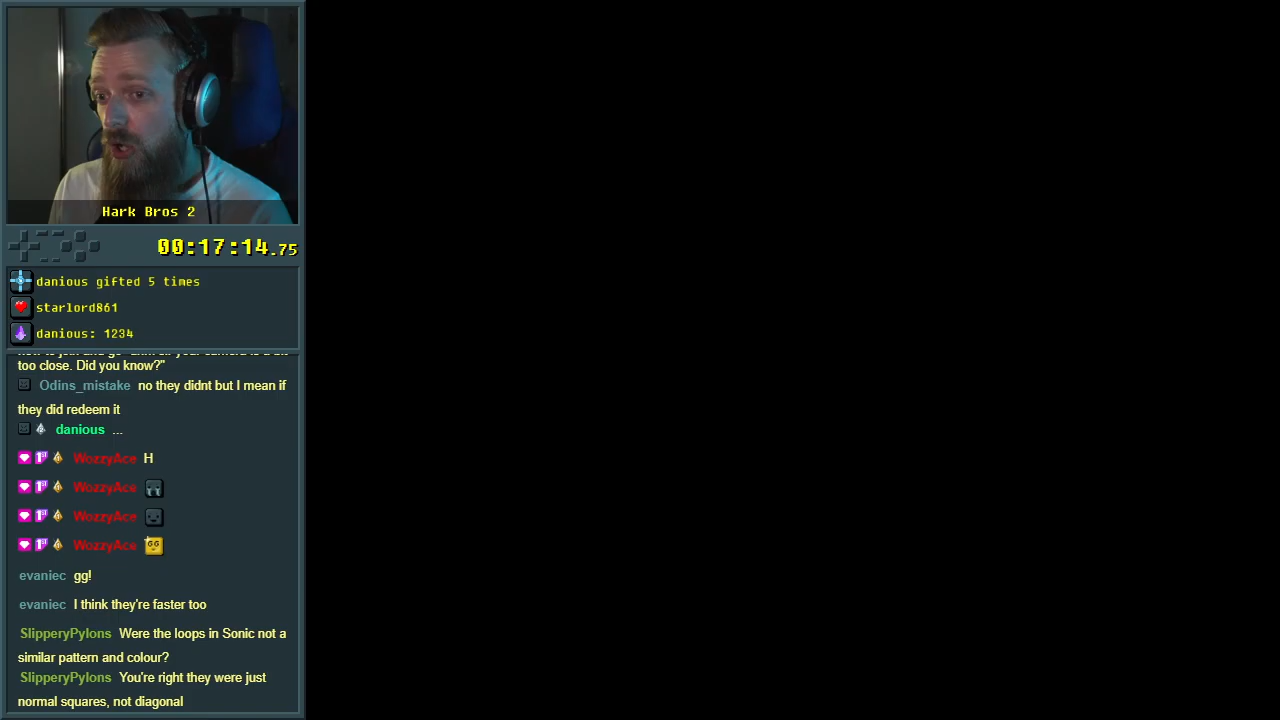 Hark Bros 2
00:17:14.75
danious gifted 5 times
starlord861
danious: 1234
too close. Did you know?"
Odins_mistake no they didnt but I mean if
they did redeem it
danious ...
WozzyAce H
WozzyAce
WozzyAce
WozzyAce
evaniec gg!
evaniec I think they're faster too
SlipperyPylons Were the loops in Sonic not a
similar pattern and colour?
SlipperyPylons You're right they were just
normal squares, not diagonal